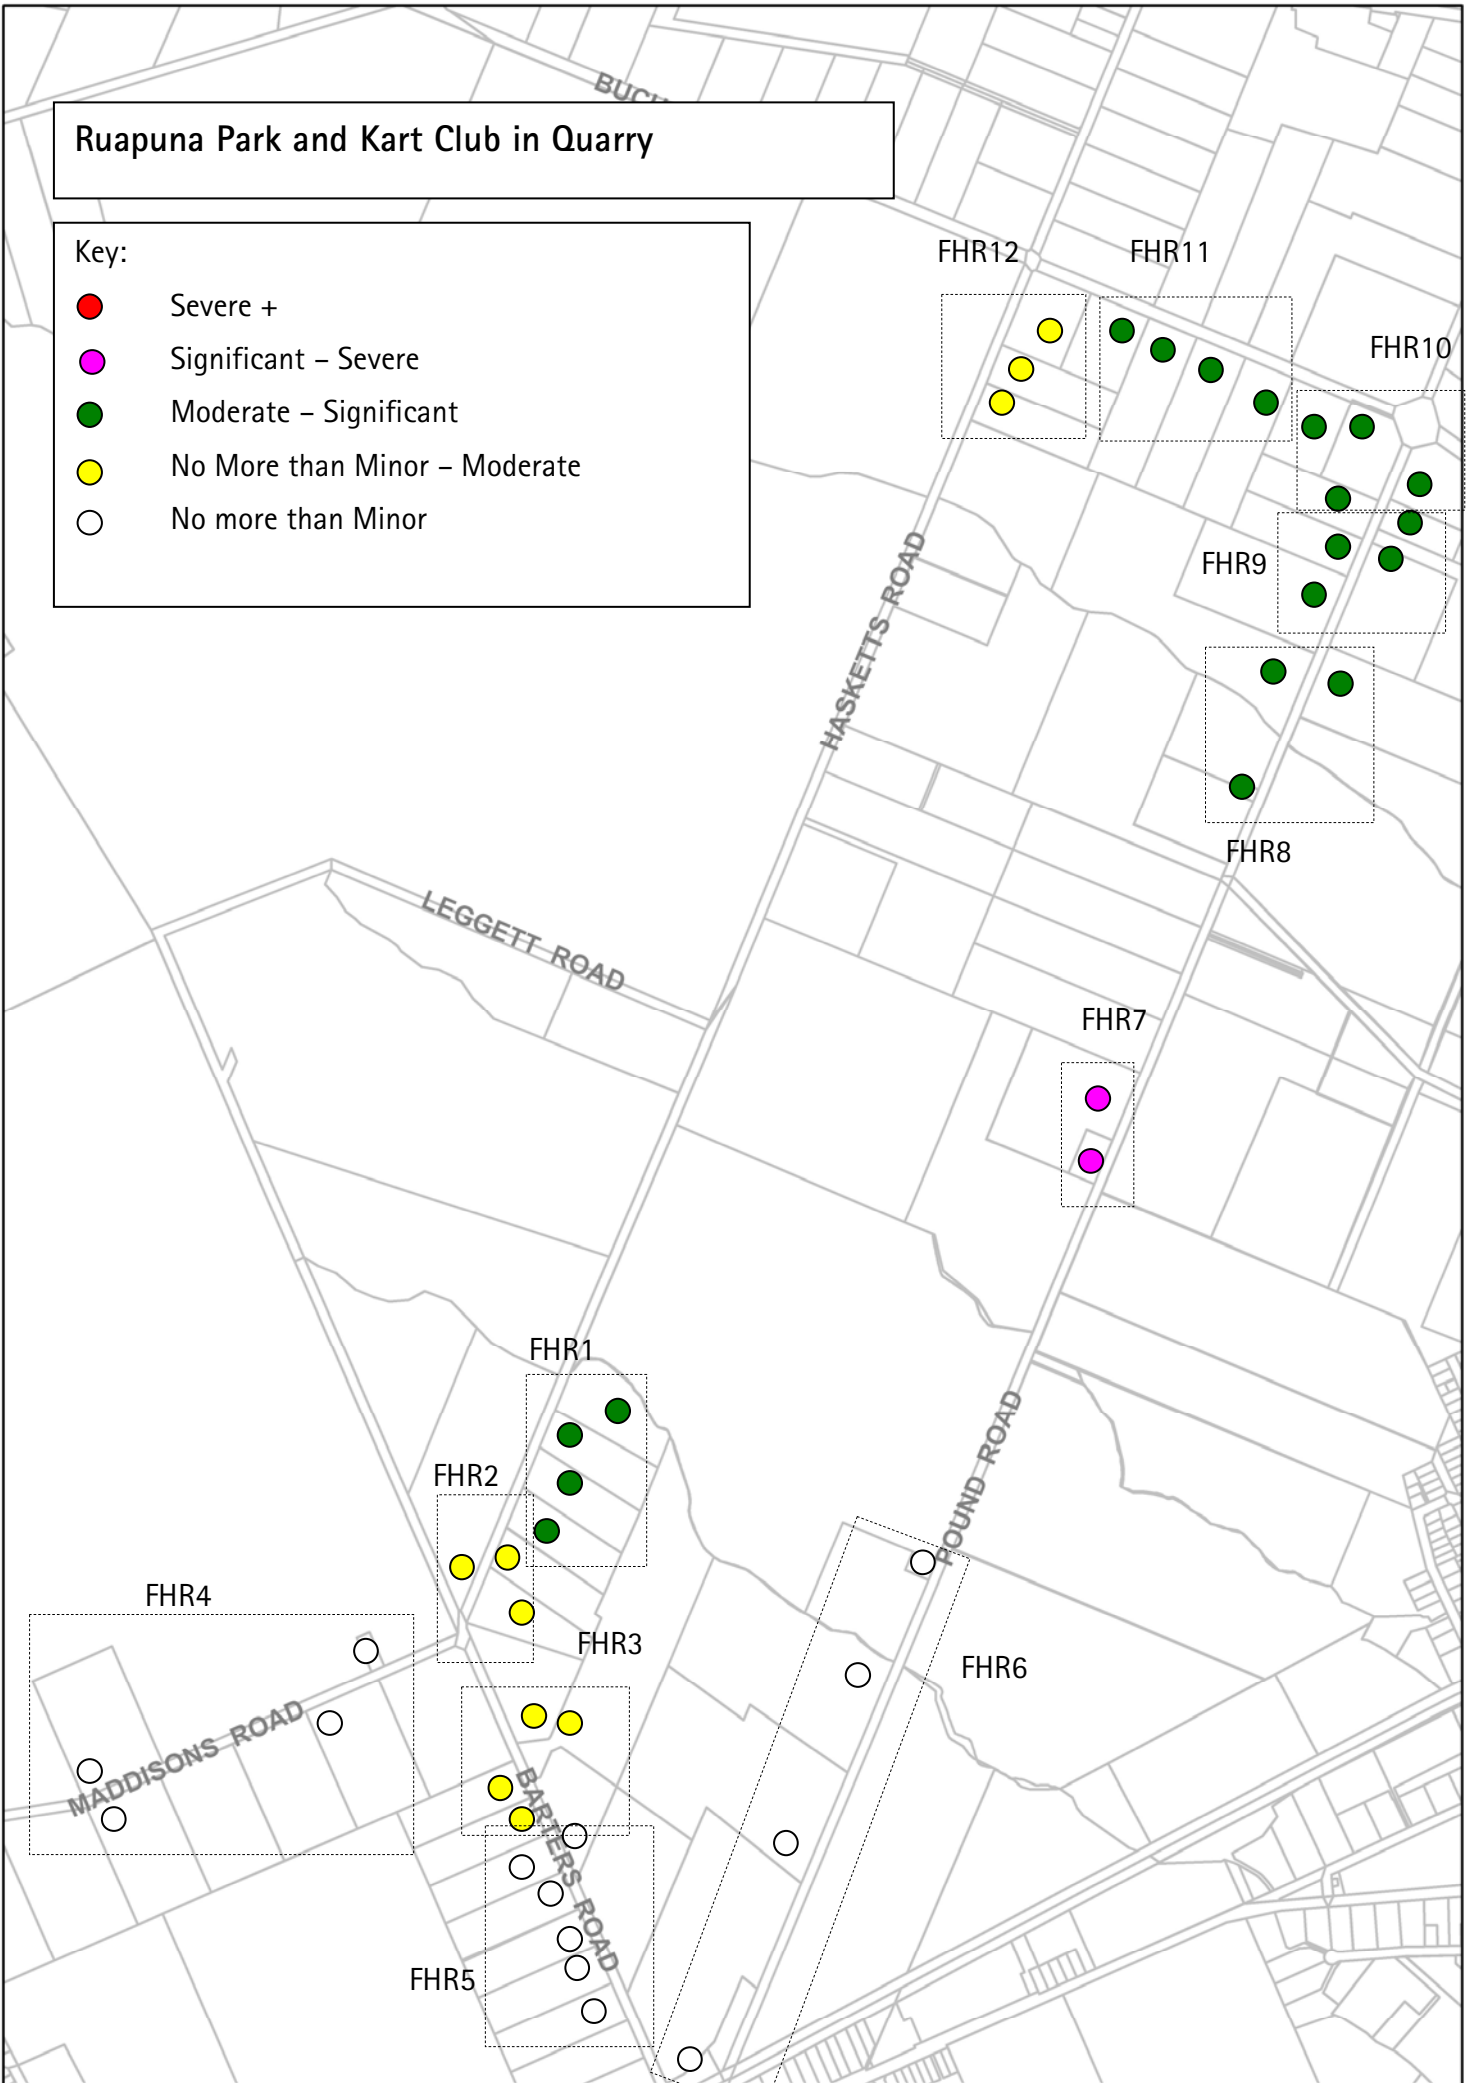 BUCH
Ruapuna Park and Kart Club in Quarry
Key:
Severe +
Significant – Severe
Moderate – Significant
No More than Minor – Moderate
No more than Minor
FHR12
FHR11
FHR10
FHR9
HASKETTS ROAD
FHR8
LEGGETT ROAD
FHR7
FHR1
POUND ROAD
FHR2
FHR4
FHR3
FHR6
MADDISONS ROAD
BARTERS ROAD
FHR5